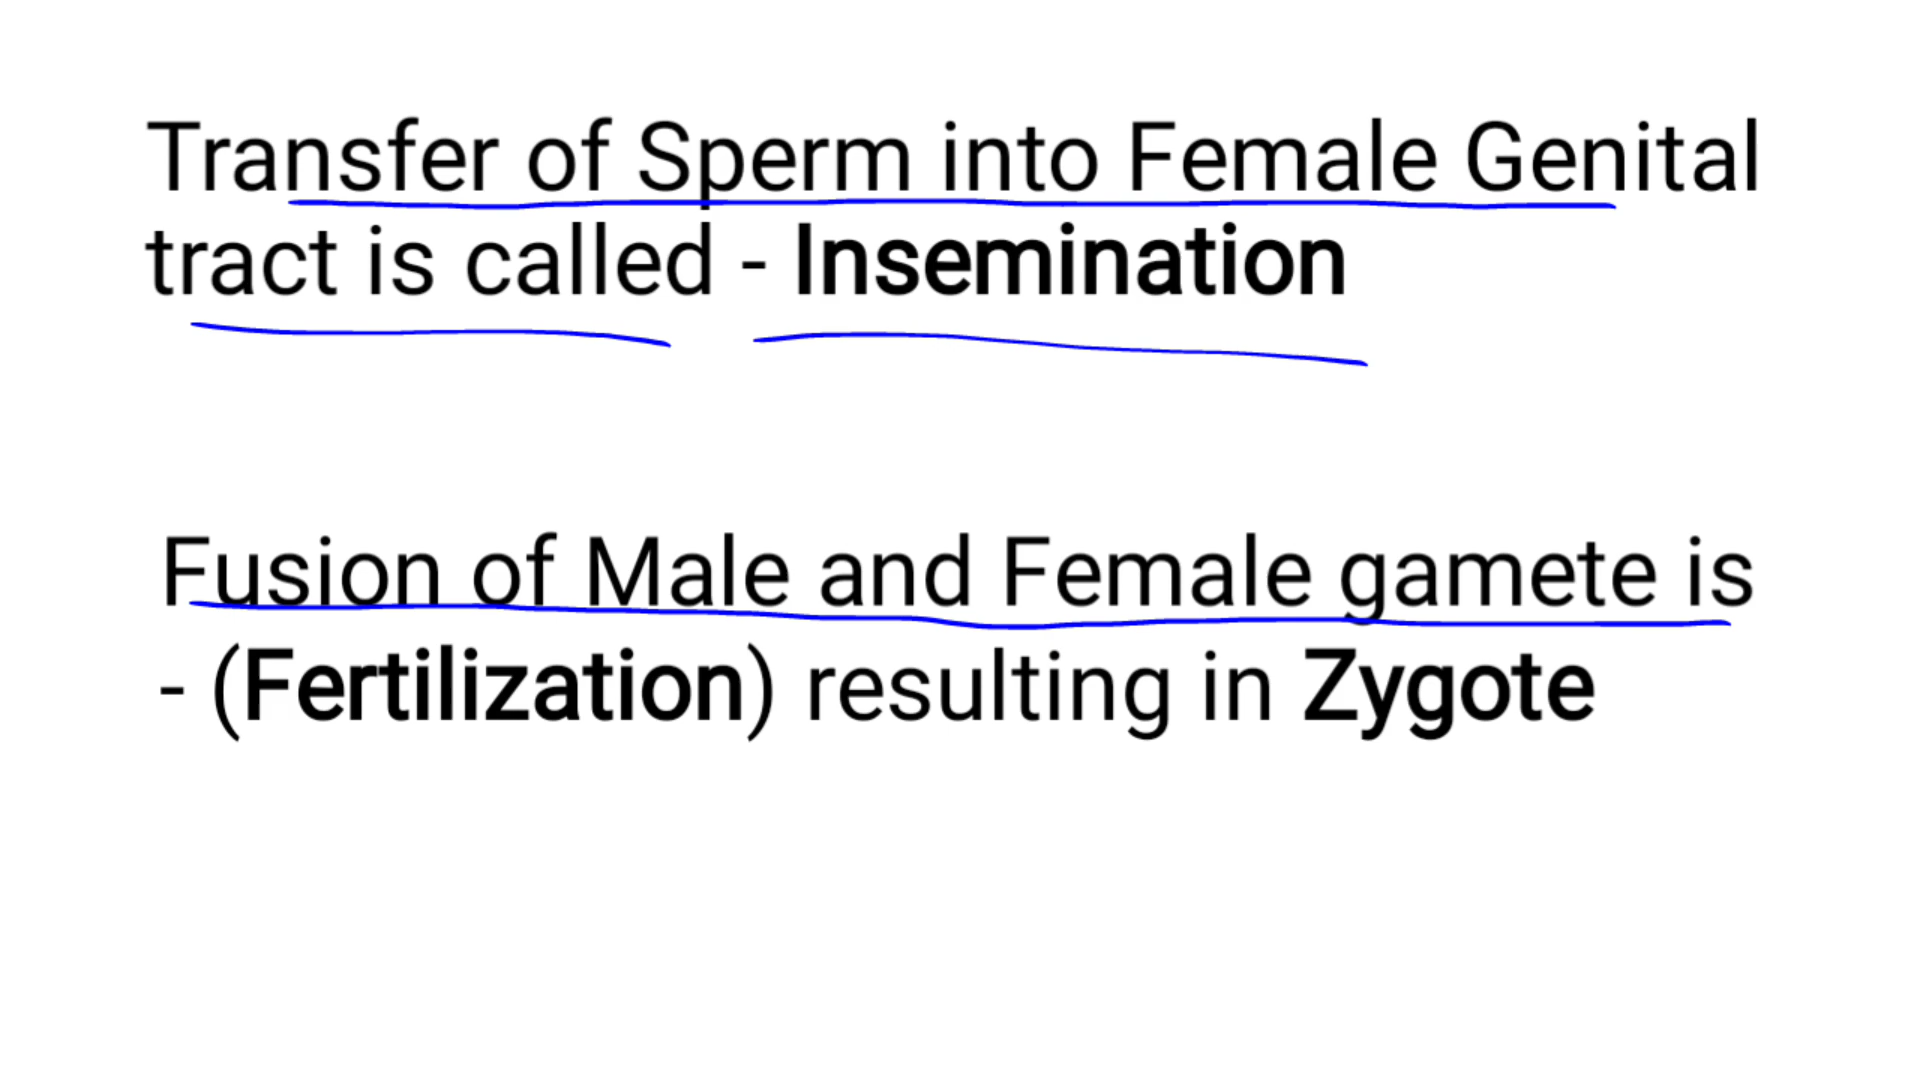 Transfer of Sperm into Female Genital
tract is called - Insemination
Fusion of Male and Female gamete is
- (Fertilization) resulting in Zygote